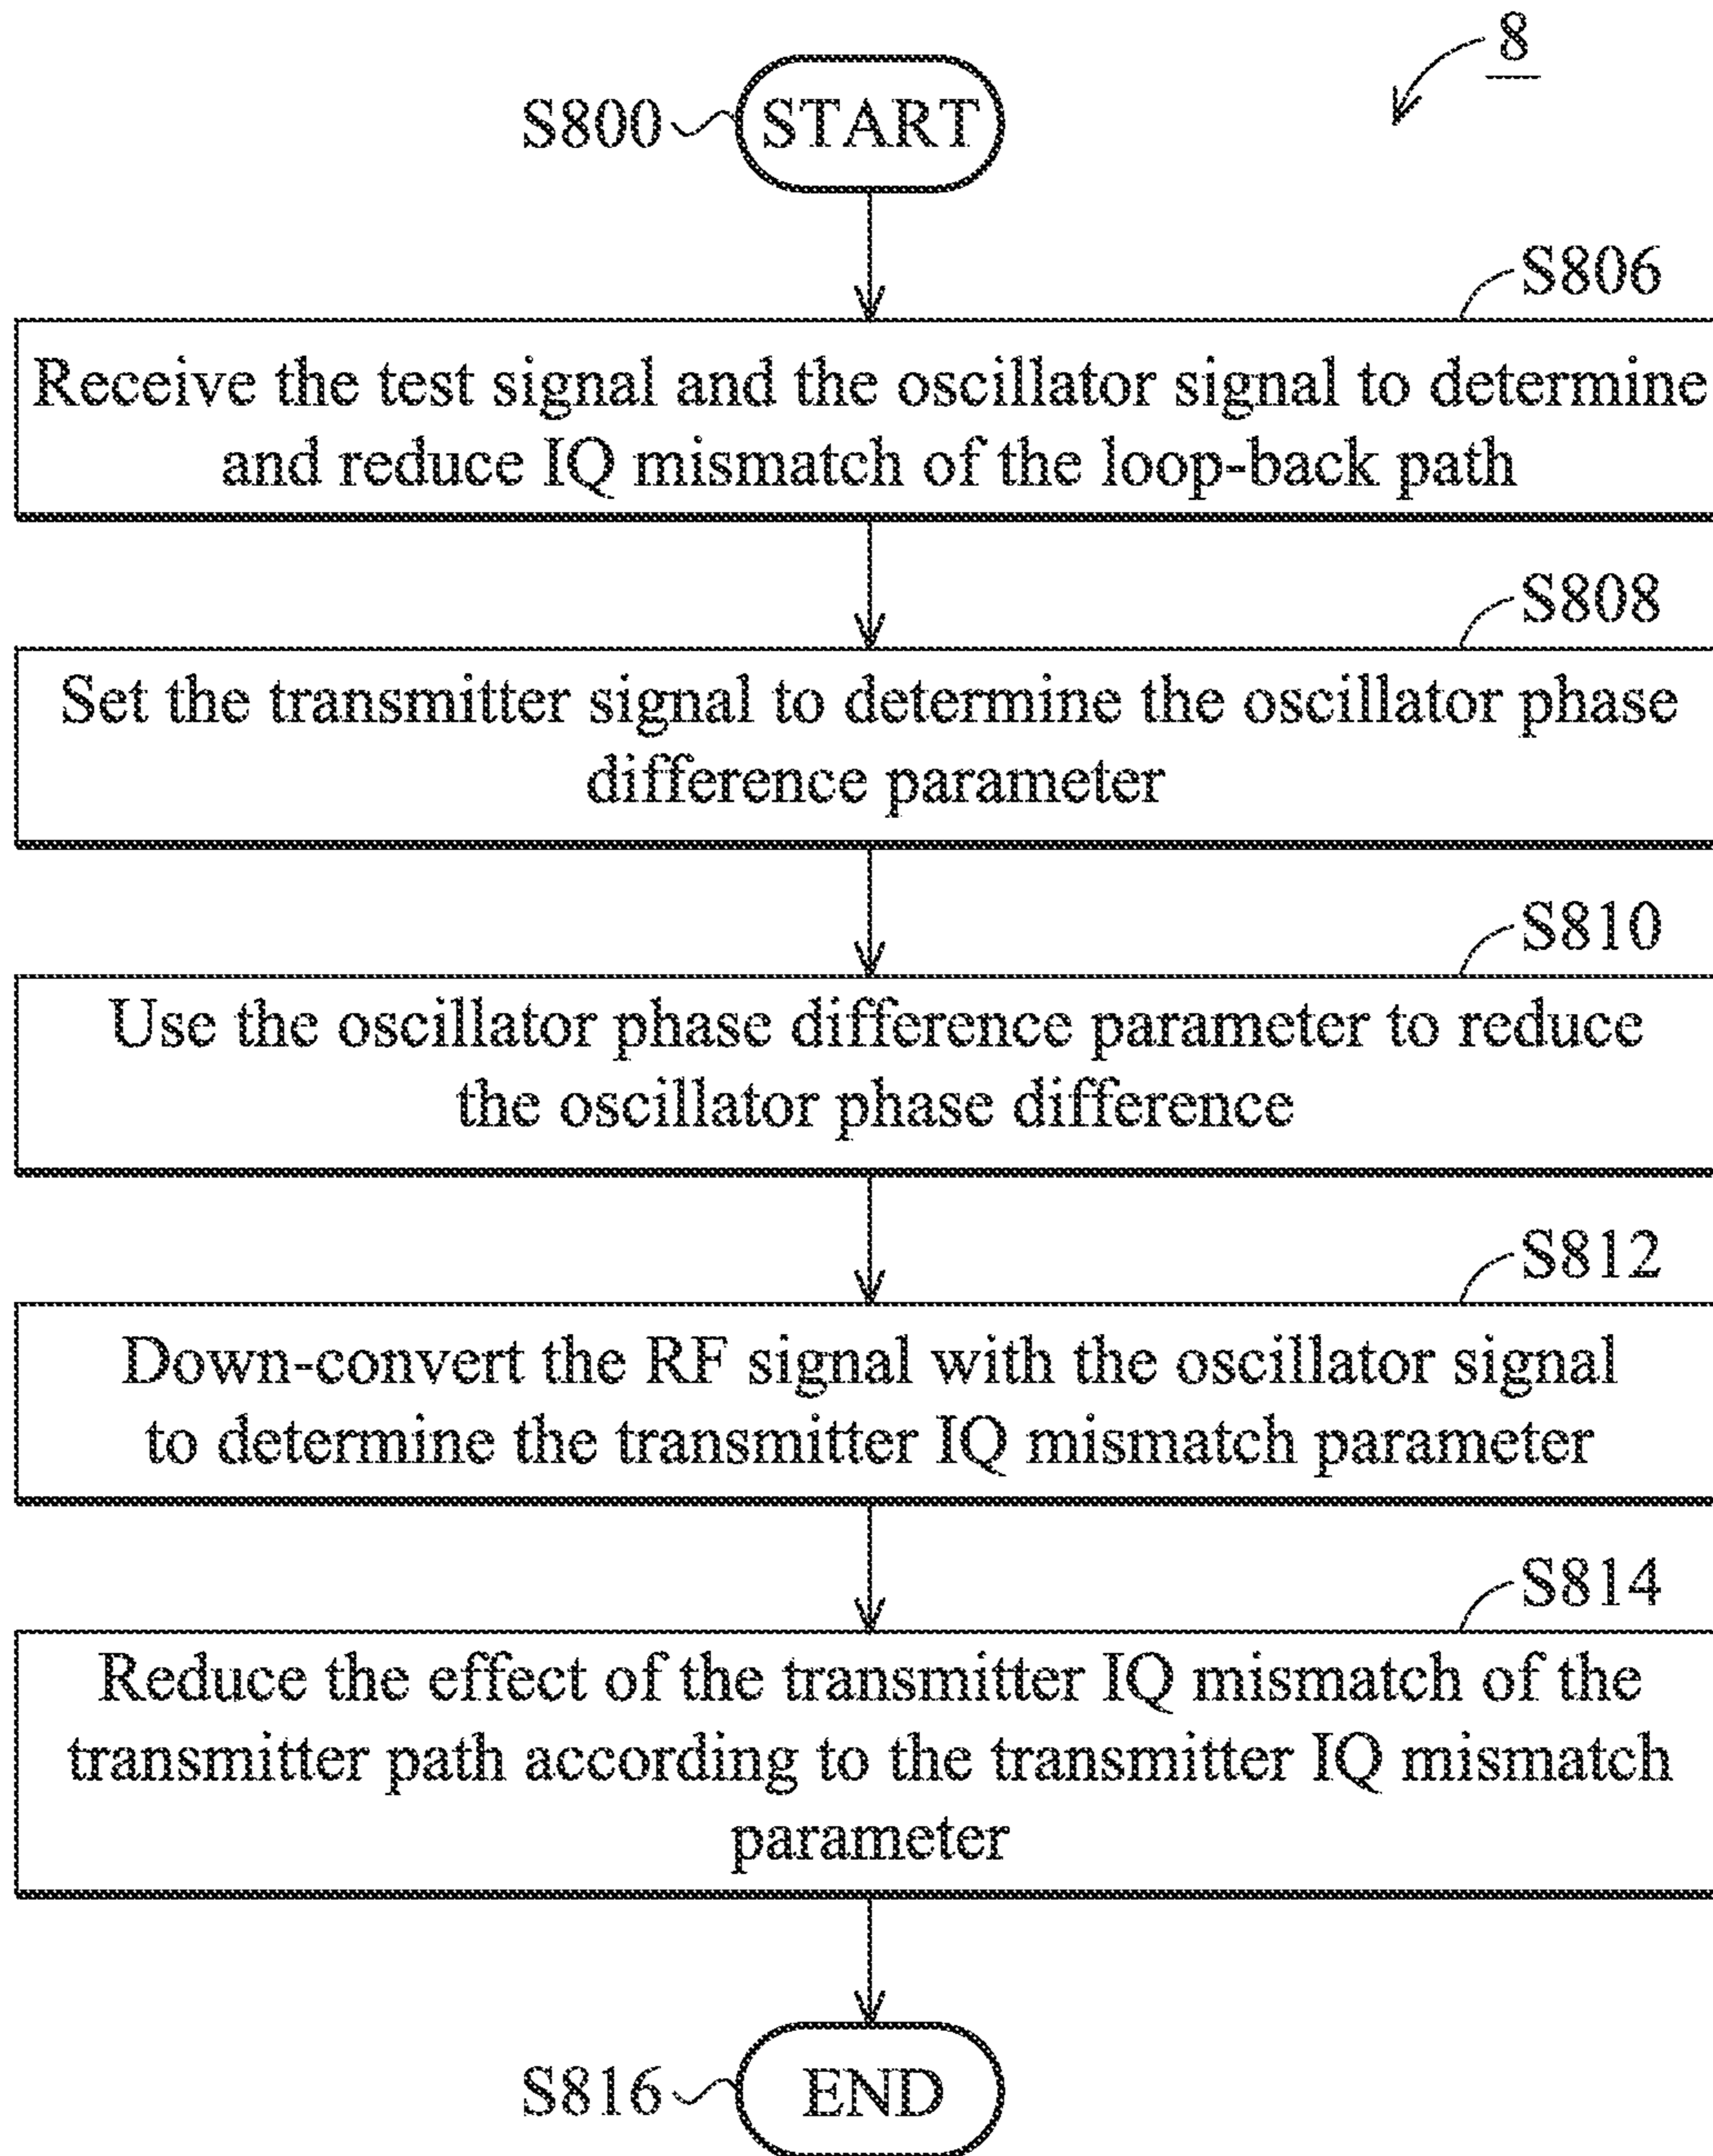 8
S800
START
S806
Receive the test signal and the oscillator signal to determine
and reduce IQ mismatch of the loop-back path
S808
Set the transmitter signal to determine the oscillator phase
difference parameter
S810
Use the oscillator phase difference parameter to reduce
the oscillator phase difference
S812
Down-convert the RF signal with the oscillator signal
to determine the transmitter IQ mismatch parameter
S814
Reduce the effect of the transmitter IQ mismatch of the
transmitter path according to the transmitter IQ mismatch
parameter
S816
END